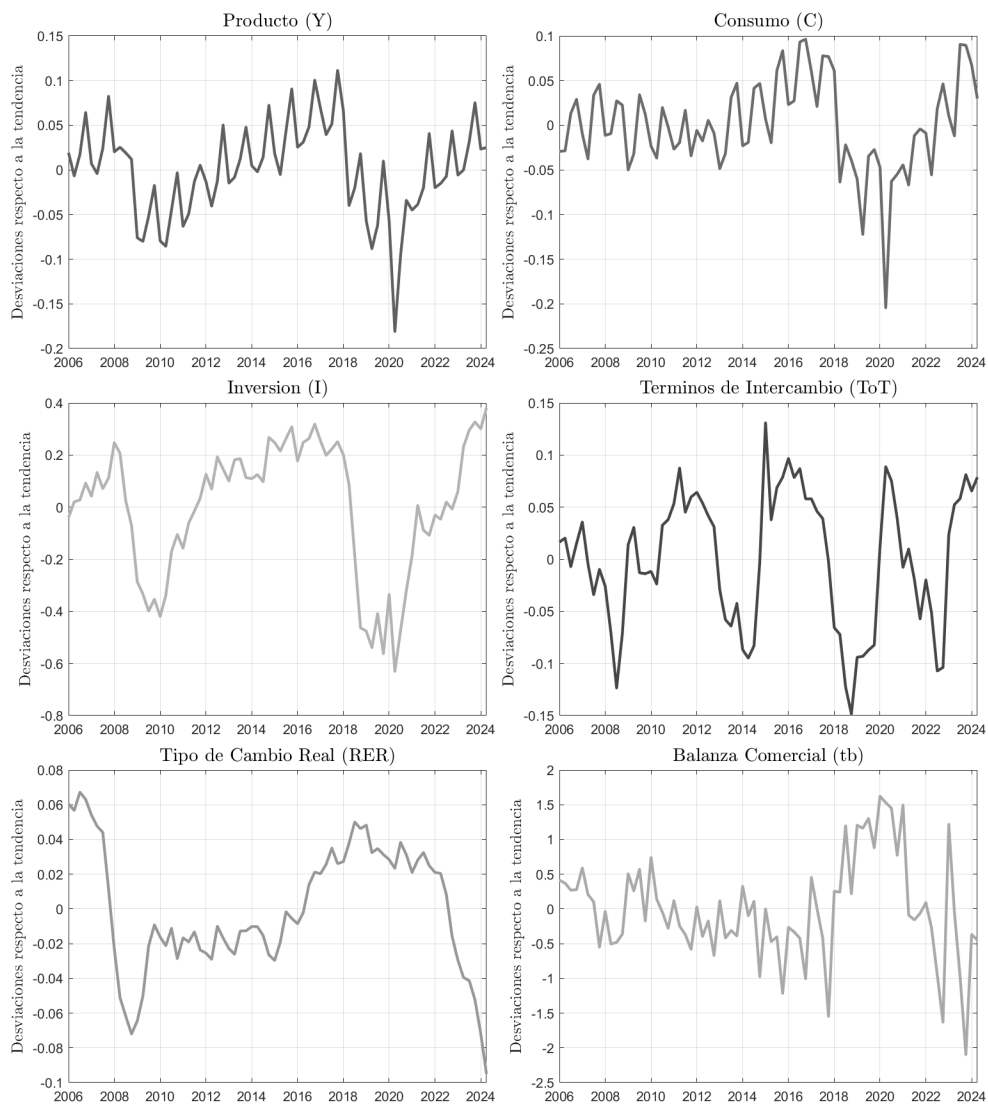 Producto (Y)
Desviaciones respecto a la tendencia
0.15
0.1
0.05
0
-0.05
-0.1
-0.15
-0.2
2006 2008 2010 2012 2014 2016 2018 2020 2022 2024
Consumo (C)
Desviaciones respecto a la tendencia
0.1
0.05
0
-0.05
-0.1
-0.15
-0.2
-0.25
2006 2008 2010 2012 2014 2016 2018 2020 2022 2024
Inversion (I)
Desviaciones respecto a la tendencia
0.4
0.2
0
-0.2
-0.4
-0.6
-0.8
2006 2008 2010 2012 2014 2016 2018 2020 2022 2024
Terminos de Intercambio (ToT)
Desviaciones respecto a la tendencia
0.15
0.1
0.05
0
-0.05
-0.1
-0.15
2006 2008 2010 2012 2014 2016 2018 2020 2022 2024
Tipo de Cambio Real (RER)
Desviaciones respecto a la tendencia
0.08
0.06
0.04
0.02
0
-0.02
-0.04
-0.06
-0.08
-0.1
2006 2008 2010 2012 2014 2016 2018 2020 2022 2024
Balanza Comercial (tb)
Desviaciones respecto a la tendencia
2
1.5
1
0.5
0
-0.5
-1
-1.5
-2
-2.5
2006 2008 2010 2012 2014 2016 2018 2020 2022 2024